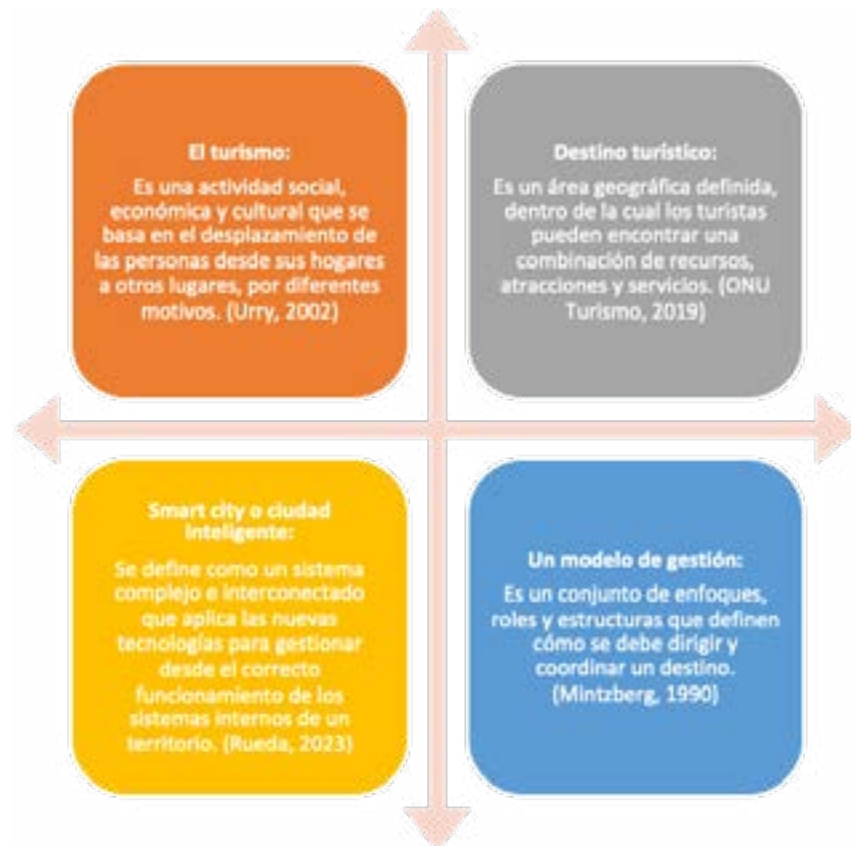 El turismo:
Es una actividad social,
económica y cultural que se
basa en el desplazamiento de
las personas desde sus hogares
a otros lugares, por diferentes
motivos. (Urry, 2002)
Destino turístico:
Es un área geográfica definida,
dentro de la cual los turistas
pueden encontrar una
combinación de recursos,
atracciones y servicios. (ONU
Turismo, 2019)
Smart city o ciudad
inteligente:
Se define como un sistema
complejo e interconectado
que aplica las nuevas
tecnologías para gestionar
desde el correcto
funcionamiento de los
sistemas internos de un
territorio. (Rueda, 2023)
Un modelo de gestión:
Es un conjunto de enfoques,
roles y estructuras que definen
cómo se debe dirigir y
coordinar un destino.
(Mintzberg, 1990)